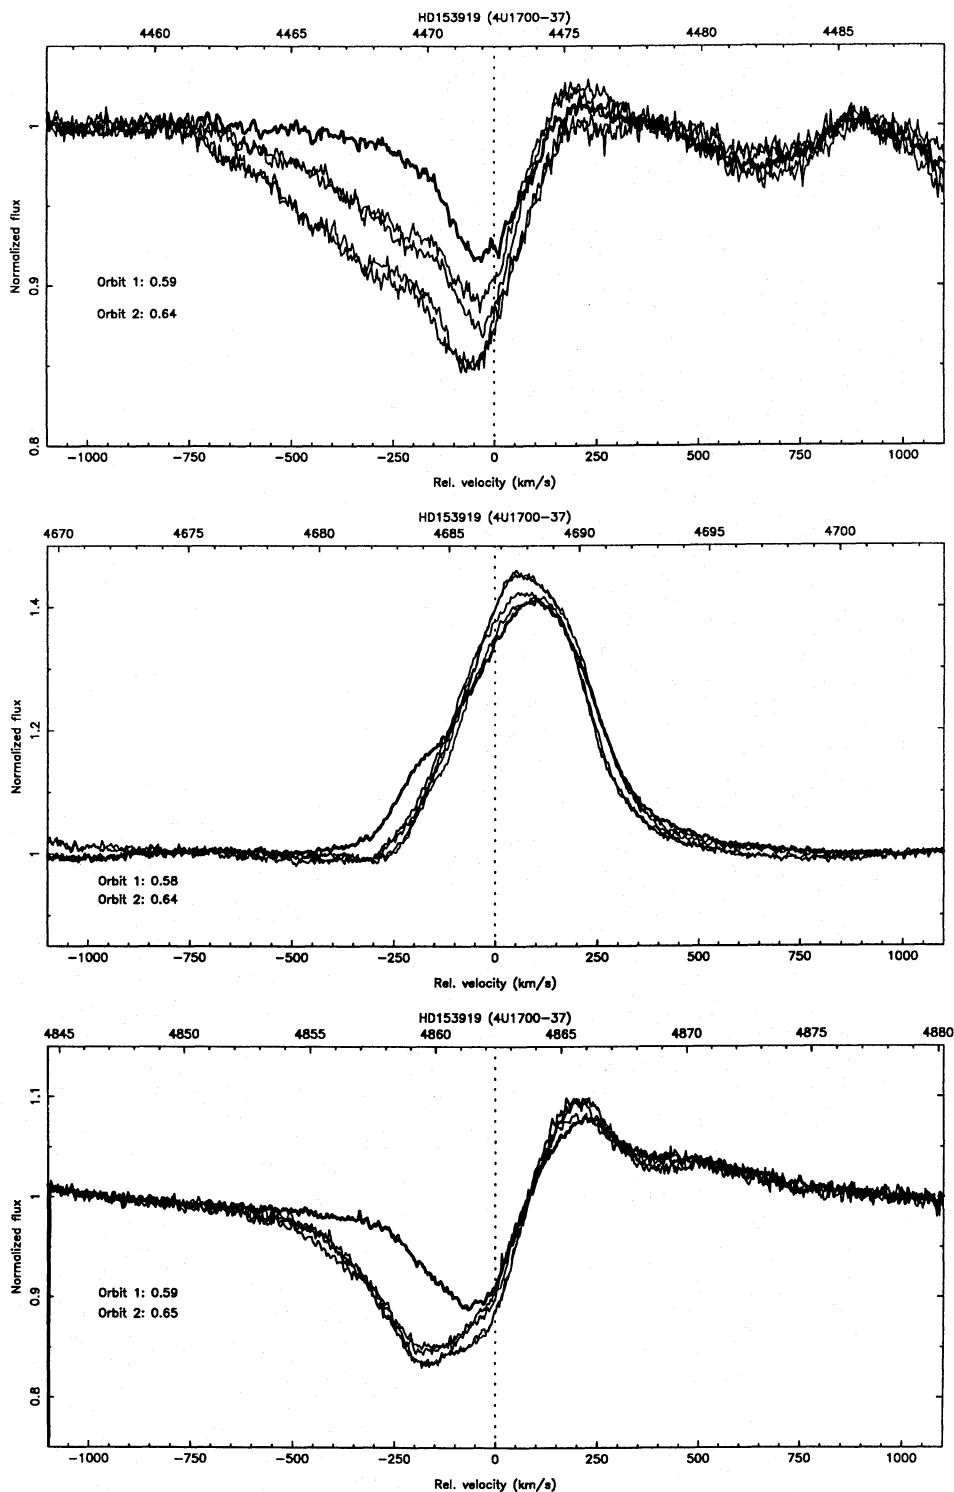 HD153919 (4U1700-37)
4460 4465 4470 4475 4480 4485
1
0.9
0.8
Normalized flux
Orbit 1: 0.59
Orbit 2: 0.64
-1000 -750 -500 -250 0 250 500 750 1000
Rel. velocity (km/s)
HD153919 (4U1700-37)
4670 4675 4680 4685 4690 4695 4700
1.4
1.2
1
Normalized flux
Orbit 1: 0.58
Orbit 2: 0.64
-1000 -750 -500 -250 0 250 500 750 1000
Rel. velocity (km/s)
HD153919 (4U1700-37)
4845 4850 4855 4860 4865 4870 4875 4880
1.1
1
0.9
0.8
Normalized flux
Orbit 1: 0.59
Orbit 2: 0.65
-1000 -750 -500 -250 0 250 500 750 1000
Rel. velocity (km/s)